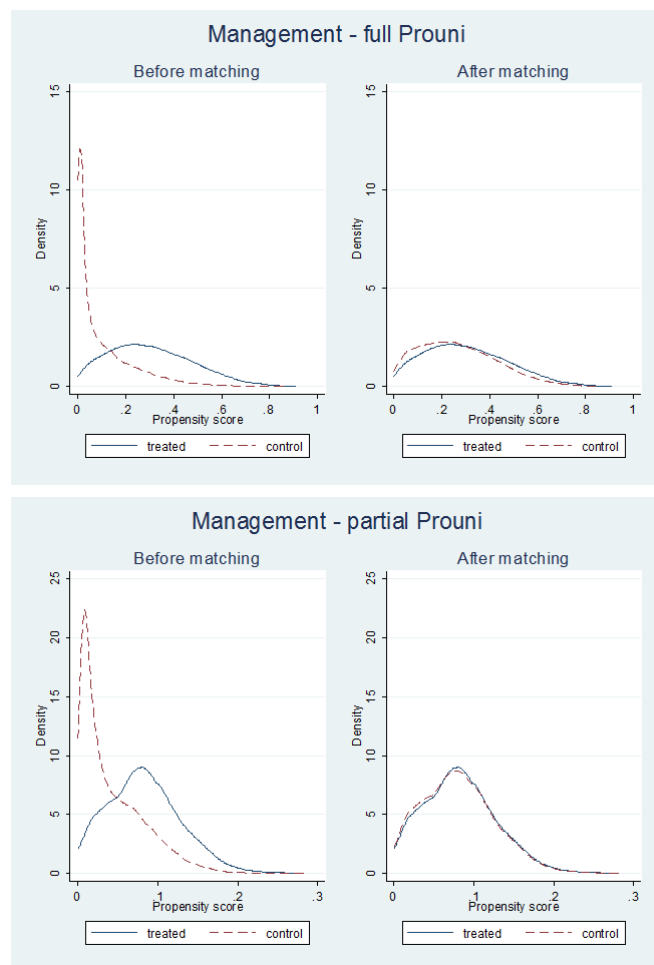 Management - full Prouni
Before matching
After matching
Density
15
10
5
0
0 .2 .4 .6 .8 1
Propensity score
treated control
Density
15
10
5
0
0 .2 .4 .6 .8 1
Propensity score
treated control
Management - partial Prouni
Before matching
After matching
Density
25
20
15
10
5
0
0 .1 .2 .3
Propensity score
treated control
Density
25
20
15
10
5
0
0 .1 .2 .3
Propensity score
treated control